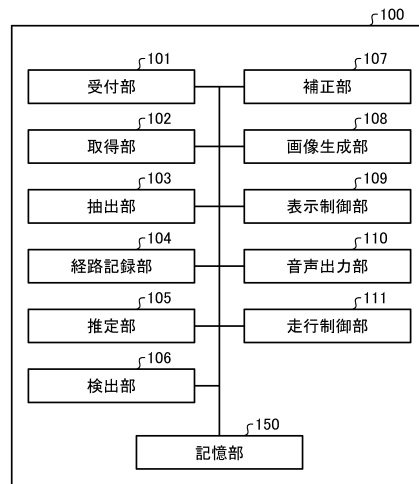 100
101
受付部
107
補正部
102
取得部
108
画像生成部
103
抽出部
109
表示制御部
104
経路記録部
110
音声出力部
105
推定部
111
走行制御部
106
検出部
150
記憶部